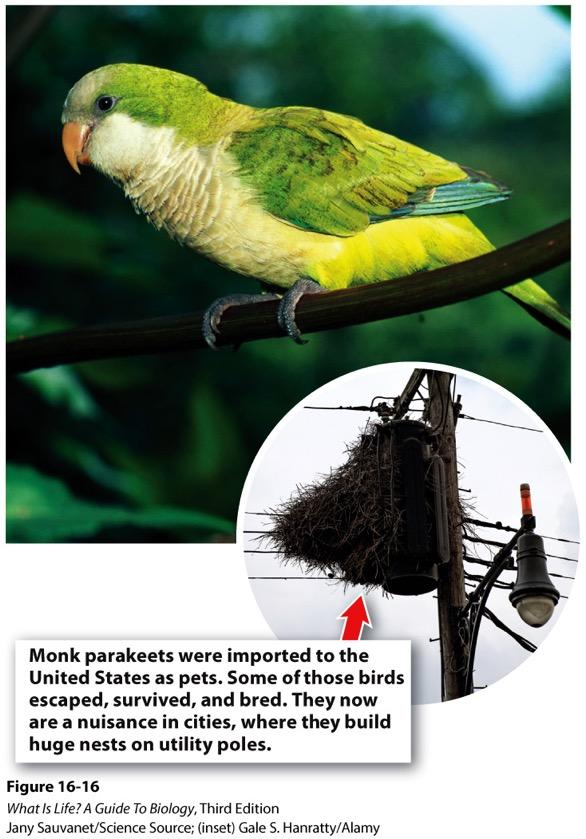 Monk parakeets were imported to the
United States as pets. Some of those birds
escaped, survived, and bred. They now
are a nuisance in cities, where they build
huge nests on utility poles.
Figure 16-16
What Is Life? A Guide To Biology, Third Edition
Jany Sauvanet/Science Source; (inset) Gale S. Hanratty/Alamy